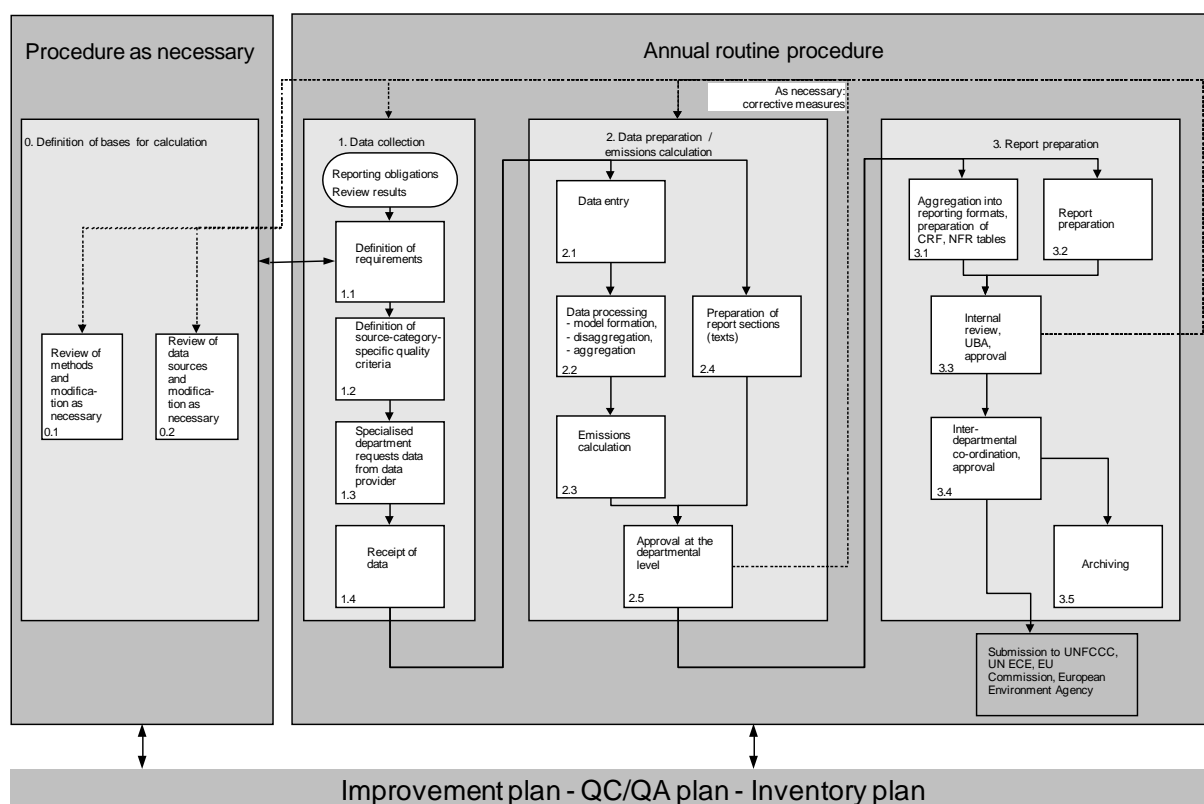 Procedure as necessary
Annual routine procedure
As necessary:
corrective measures
0. Definition of bases for calculation
Review of
methods
and
modifica-
tion as
necessary
0.1
Review of
data
sources
and
modifica-
tion as
necessary
0.2
1. Data collection
Reporting obligations
Review results
Definition of
requirements
1.1
Definition of
source-category-
specific quality
criteria
1.2
Specialised
department
requests data
from data
provider
1.3
Receipt of
data
1.4
2. Data preparation /
emissions calculation
Data entry
2.1
Data processing
- model formation,
- disaggregation,
- aggregation
2.2
Emissions
calculation
2.3
Preparation of
report sections
(texts)
2.4
Approval at the
departmental
level
2.5
3. Report preparation
Aggregation into
reporting formats,
preparation of
CRF, NFR tables
3.1
Report
preparation
3.2
Internal
review,
UBA,
approval
3.3
Inter-
departmental
co-ordination,
approval
3.4
Archiving
3.5
Submission to UNFCCC,
UN ECE, EU
Commission, European
Environment Agency
Improvement plan - QC/QA plan - Inventory plan